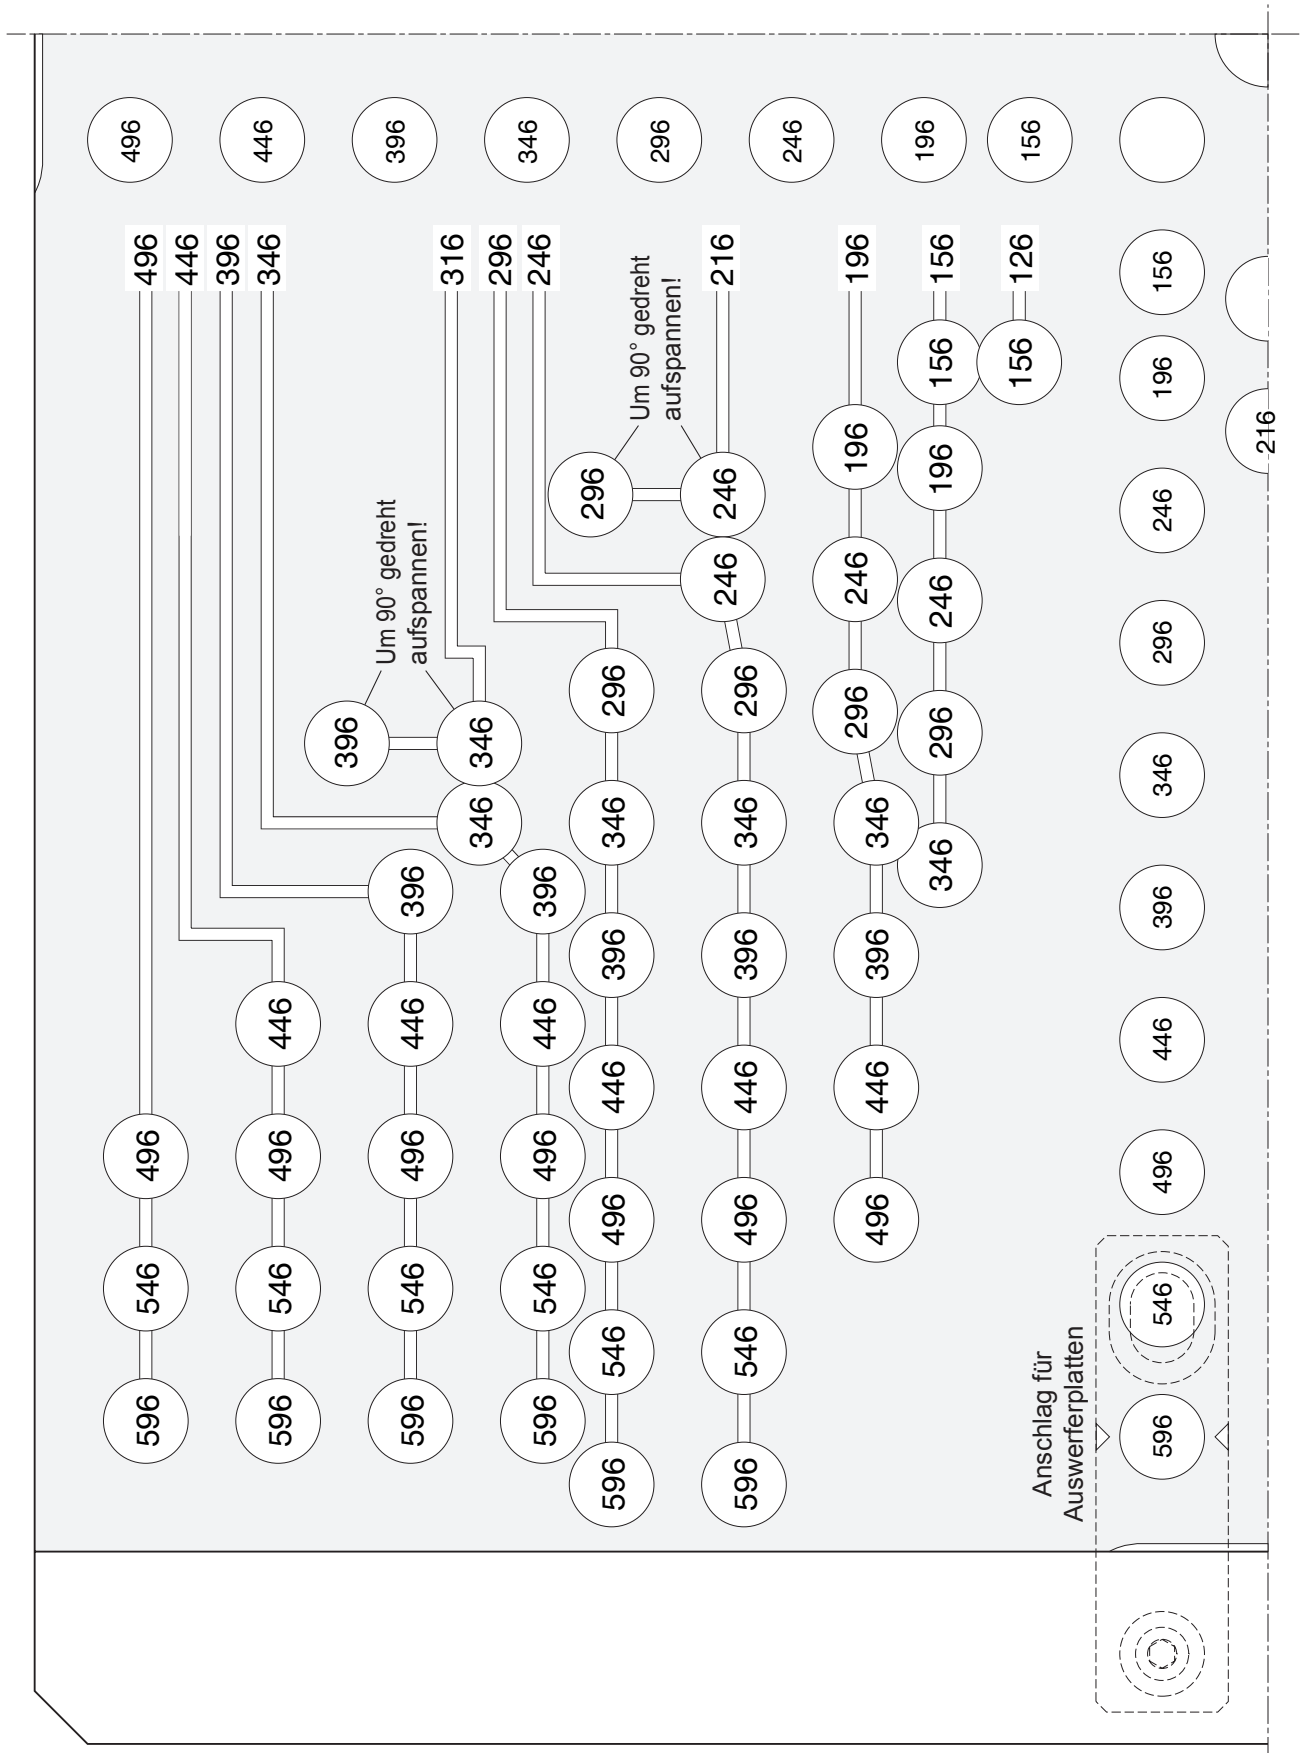 596 546 496 496 496
596 546 496 446 446 446
596 546 496 446 396 396 396
346
396
Um 90° gedreht
aufspannen!
346 346 316 346
596 546 496 446 396 296
246
296
596 546 496 446 396 346 296 296
Um 90° gedreht
aufspannen!
596 546 496 446 396 346 296 246 246 216 246
496 446 396 346 296 246 196 196 196
346 296 246 196 156 156
156 126 156
Anschlag für
Auswerferplatten
596 546 496 446 396 346 296 246 196 156
216